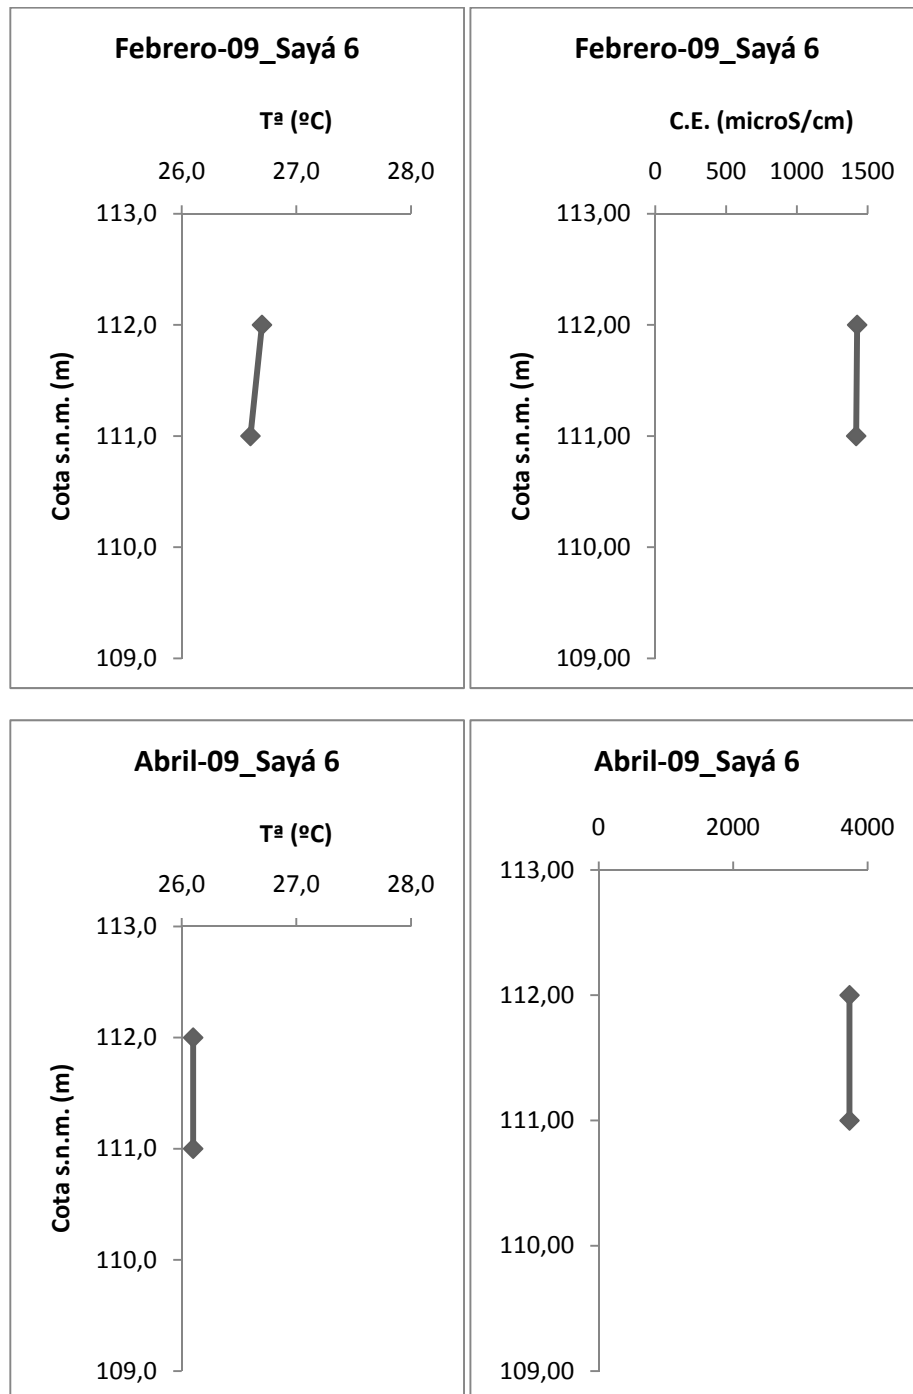 Febrero-09_Sayá 6
Tª (ºC)
26,0 27,0 28,0
113,0
112,0
111,0
110,0
109,0
Cota s.n.m. (m)
Febrero-09_Sayá 6
C.E. (microS/cm)
0 500 1000 1500
113,00
112,00
111,00
110,00
109,00
Cota s.n.m. (m)
Abril-09_Sayá 6
Tª (ºC)
26,0 27,0 28,0
113,0
112,0
111,0
110,0
109,0
Cota s.n.m. (m)
Abril-09_Sayá 6
0 2000 4000
113,00
112,00
111,00
110,00
109,00